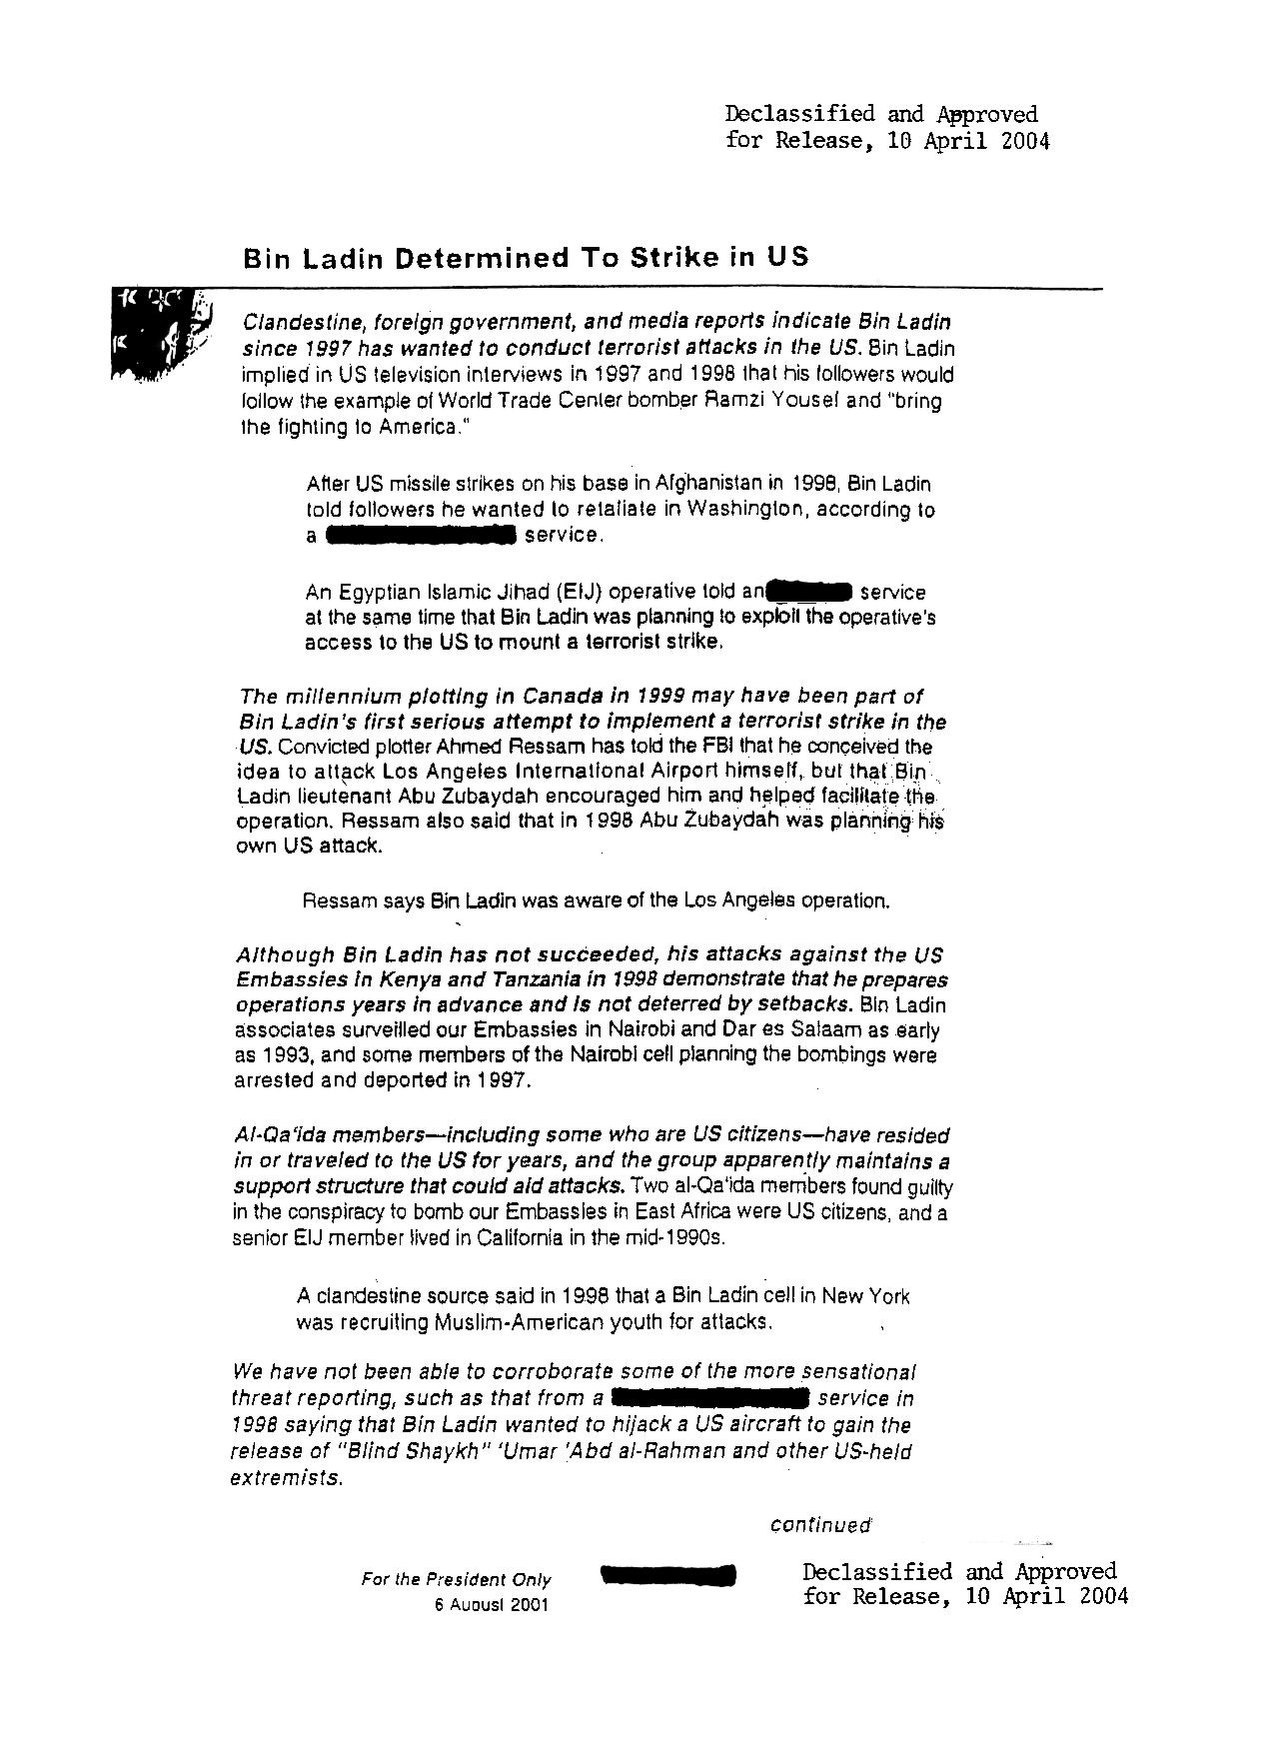 Declassified and Approved
for Release, 10 April 2004
Bin Ladin Determined To Strike in US
Clandestine, foreign government, and media reports indicate Bin Ladin
since 1997 has wanted to conduct terrorist attacks in the US. Bin Ladin
implied in US television interviews in 1997 and 1998 that his followers would
follow the example of World Trade Center bomber Ramzi Yousef and "bring
the fighting to America."
After US missile strikes on his base in Afghanistan in 1998, Bin Ladin
told followers he wanted to retaliate in Washington, according to
a service.
An Egyptian Islamic Jihad (EIJ) operative told an service
at the same time that Bin Ladin was planning to exploit the operative's
access to the US to mount a terrorist strike.
The millennium plotting in Canada in 1999 may have been part of
Bin Ladin's first serious attempt to implement a terrorist strike in the
US. Convicted plotter Ahmed Ressam has told the FBI that he conceived the
idea to attack Los Angeles International Airport himself, but that Bin
Ladin lieutenant Abu Zubaydah encouraged him and helped facilitate the
operation. Ressam also said that in 1998 Abu Zubaydah was planning his
own US attack.
Ressam says Bin Ladin was aware of the Los Angeles operation.
Although Bin Ladin has not succeeded, his attacks against the US
Embassies in Kenya and Tanzania in 1998 demonstrate that he prepares
operations years in advance and is not deterred by setbacks. Bin Ladin
associates surveilled our Embassies in Nairobi and Dar es Salaam as early
as 1993, and some members of the Nairobi cell planning the bombings were
arrested and deported in 1997.
Al-Qa'ida members—including some who are US citizens—have resided
in or traveled to the US for years, and the group apparently maintains a
support structure that could aid attacks. Two al-Qa'ida members found guilty
in the conspiracy to bomb our Embassies in East Africa were US citizens, and a
senior EIJ member lived in California in the mid-1990s.
A clandestine source said in 1998 that a Bin Ladin cell in New York
was recruiting Muslim-American youth for attacks.
We have not been able to corroborate some of the more sensational
threat reporting, such as that from a service in
1998 saying that Bin Ladin wanted to hijack a US aircraft to gain the
release of "Blind Shaykh" 'Umar 'Abd al-Rahman and other US-held
extremists.
continued
For the President Only
6 August 2001
Declassified and Approved
for Release, 10 April 2004